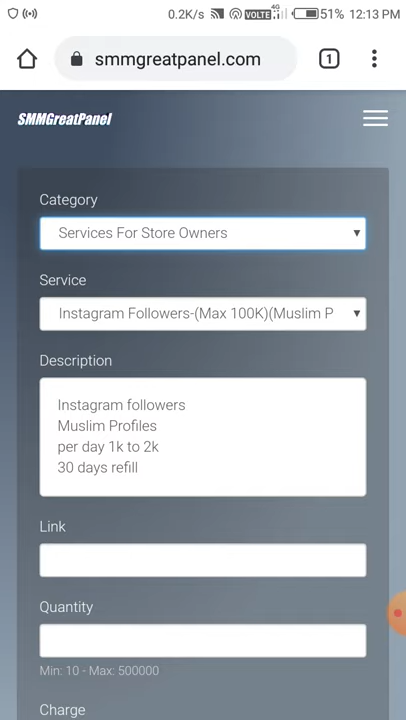 0.2K/s 4G VOLTE 51% 12:13 PM
smmgreatpanel.com 1
SMMGreatPanel
Category
Services For Store Owners
Service
Instagram Followers-(Max 100K)(Muslim P
Description
Instagram followers
Muslim Profiles
per day 1k to 2k
30 days refill
Link
Quantity
Min: 10 - Max: 500000
Charge